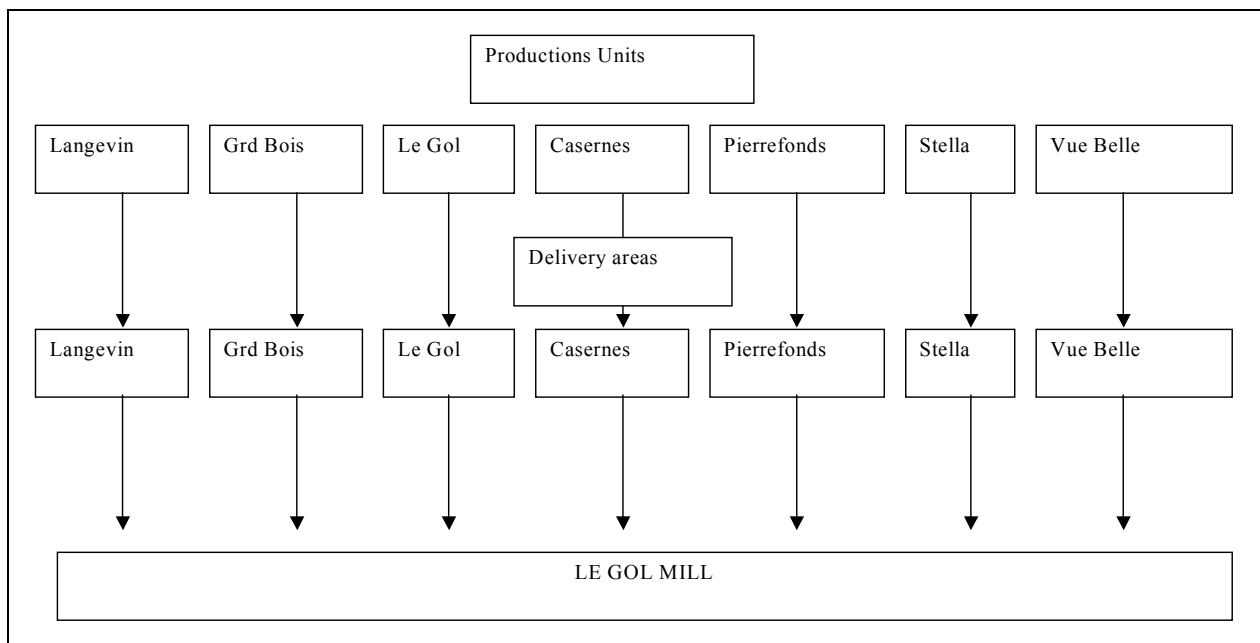 Productions Units
Langevin Grd Bois Le Gol Casernes Pierrefonds Stella Vue Belle
Delivery areas
Langevin Grd Bois Le Gol Casernes Pierrefonds Stella Vue Belle
LE GOL MILL